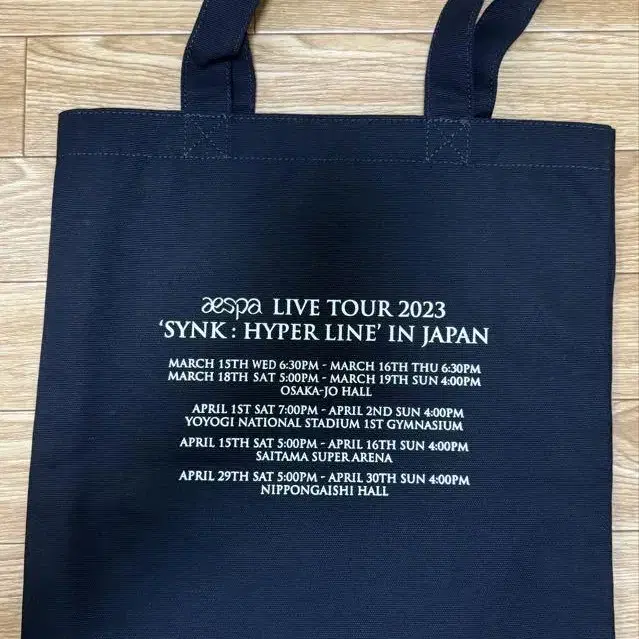 aespa LIVE TOUR 2023
'SYNK : HYPER LINE' IN JAPAN
MARCH 15TH WED 6:30PM - MARCH 16TH THU 6:30PM
MARCH 18TH SAT 5:00PM - MARCH 19TH SUN 4:00PM
OSAKA-JO HALL
APRIL 1ST SAT 7:00PM - APRIL 2ND SUN 4:00PM
YOYOGI NATIONAL STADIUM 1ST GYMNASIUM
APRIL 15TH SAT 5:00PM - APRIL 16TH SUN 4:00PM
SAITAMA SUPER ARENA
APRIL 29TH SAT 5:00PM - APRIL 30TH SUN 4:00PM
NIPPONGAISHI HALL